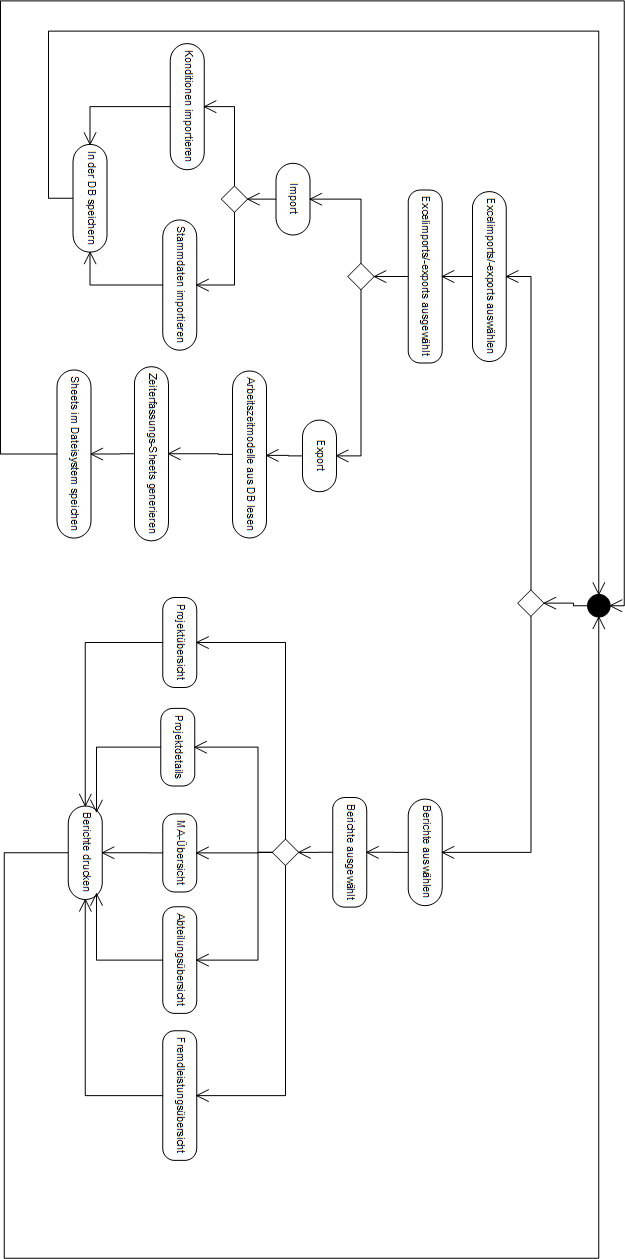 Excelimports/-exports auswählen
Excelimports/-exports ausgewählt
Import
Konditionen importieren
Stammdaten importieren
In der DB speichern
Export
Arbeitszeitmodelle aus DB lesen
Zeiterfassungs-Sheets generieren
Sheets im Dateisystem speichen
Berichte auswählen
Berichte ausgewählt
Projektübersicht
Projektdetails
MA-Übersicht
Abteilungsübersicht
Fremdleistungsübersicht
Berichte drucken